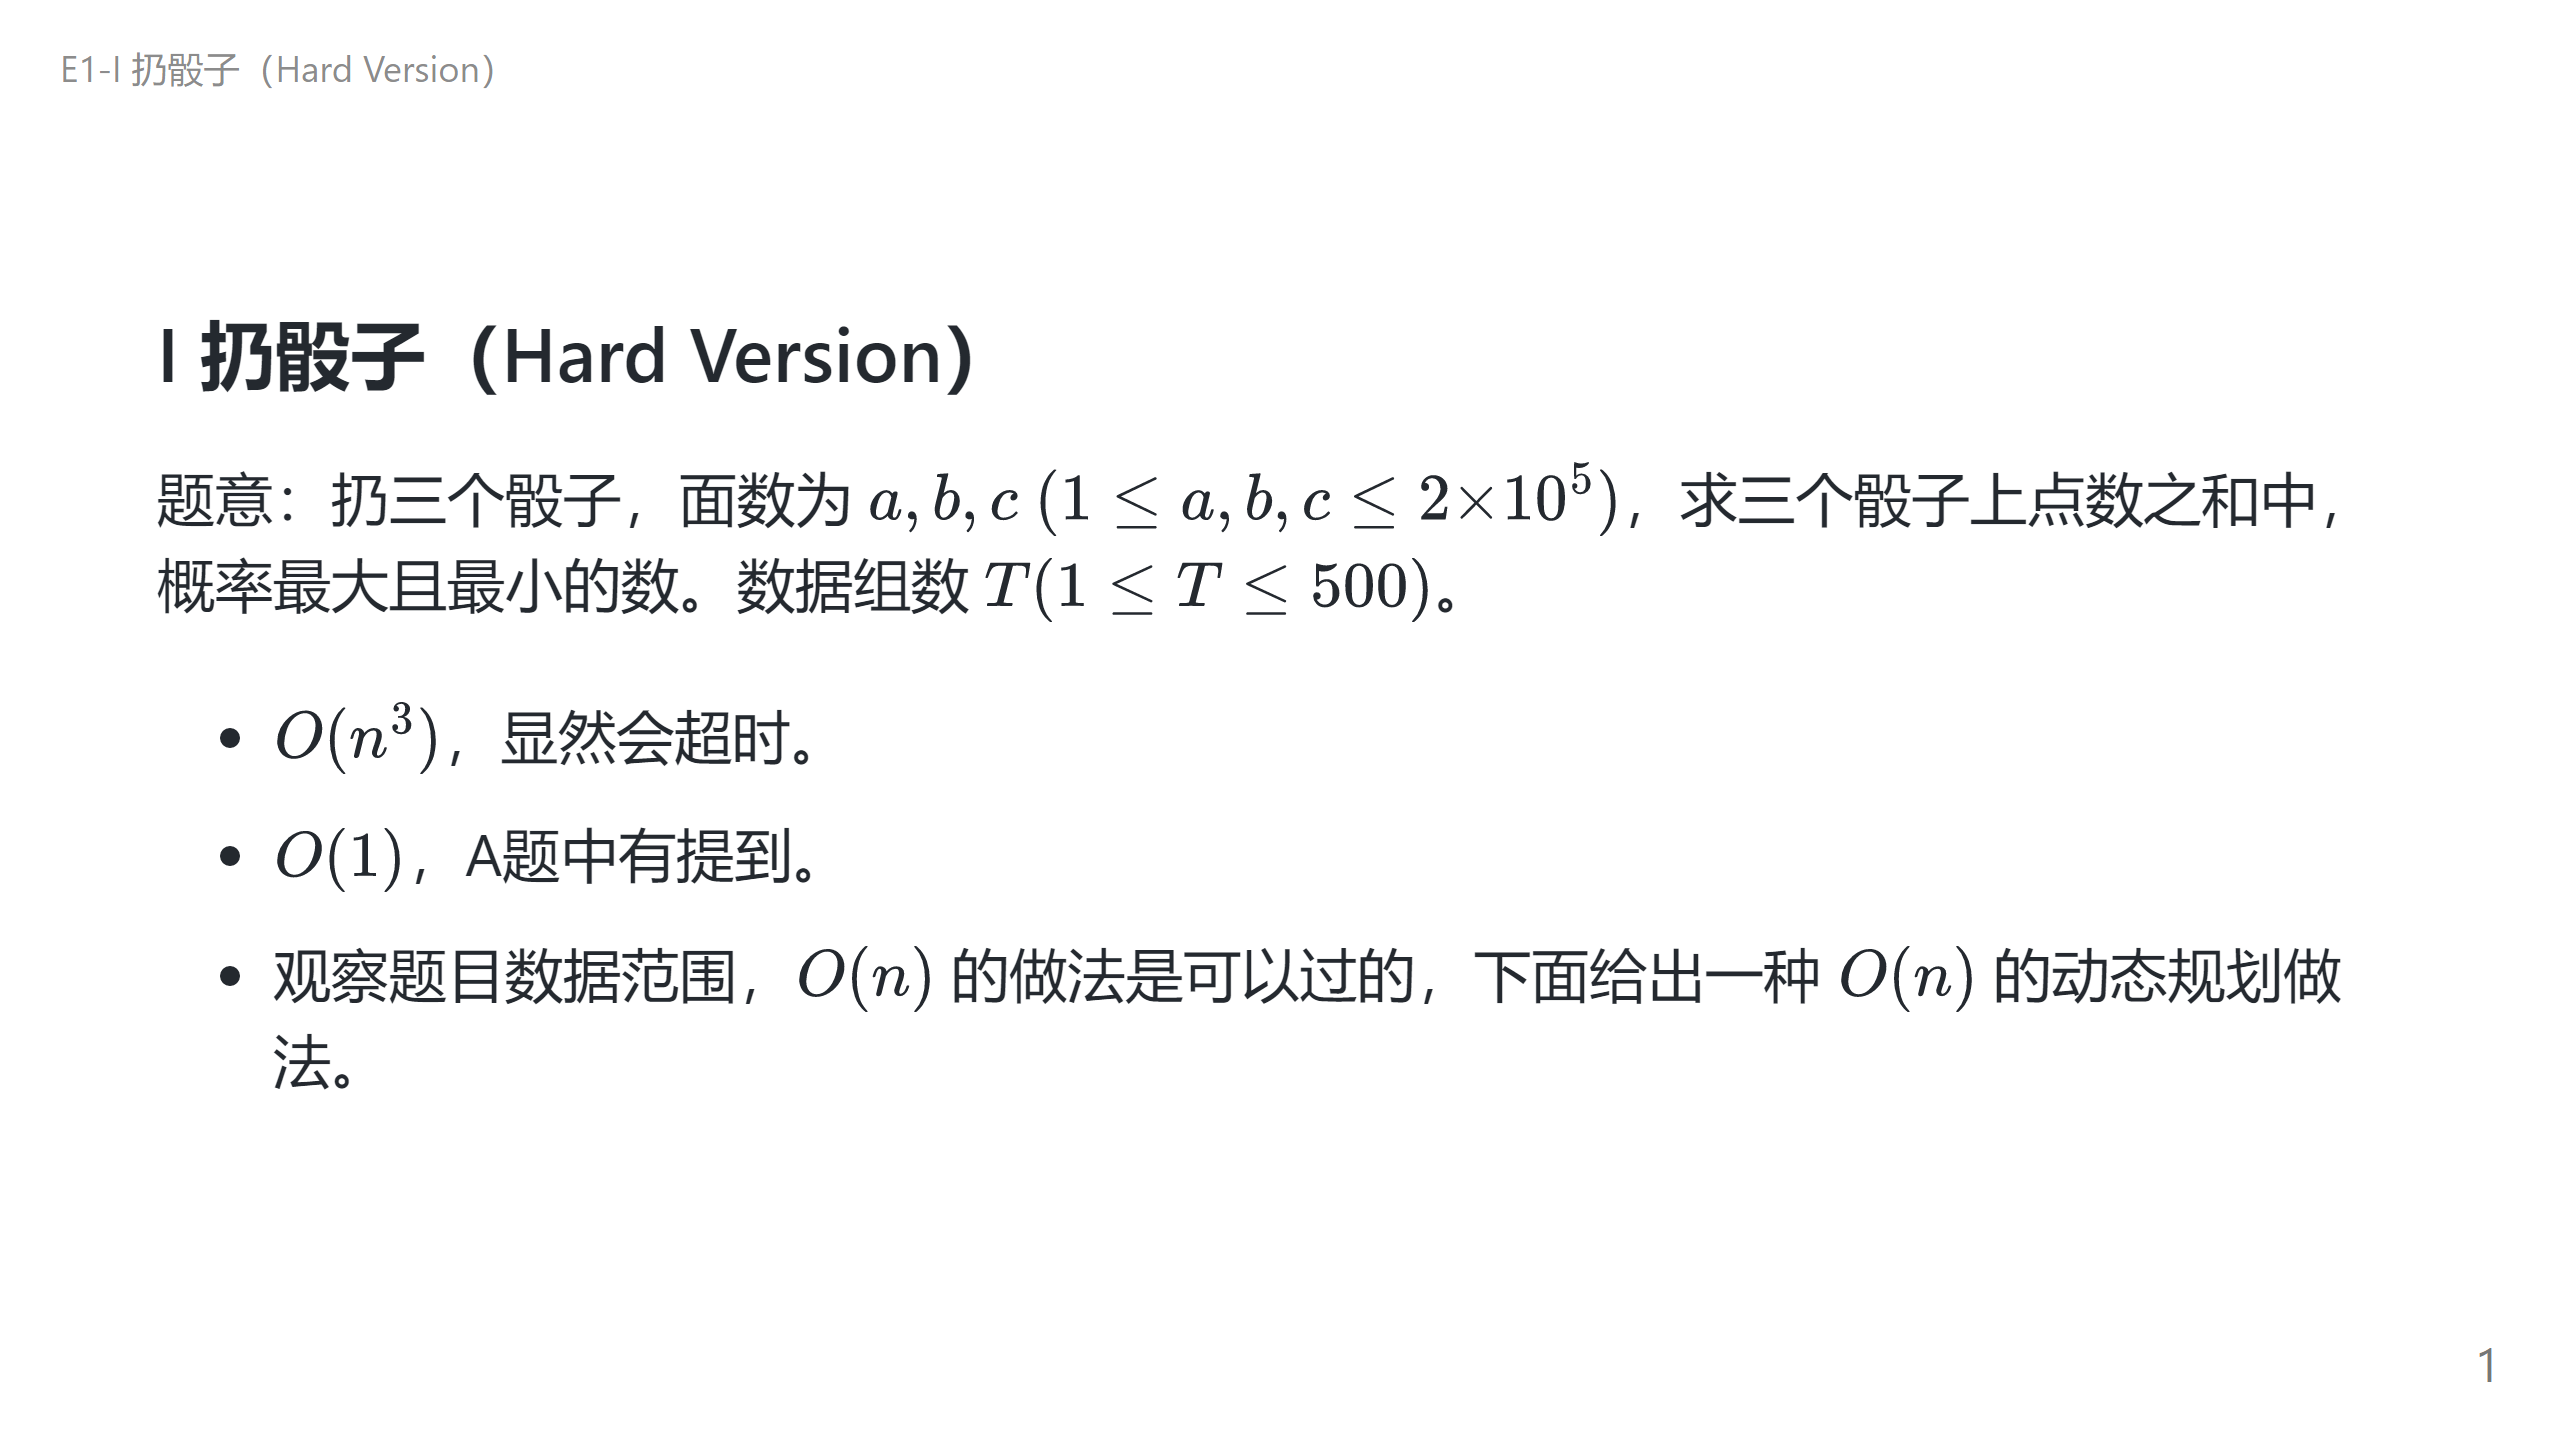 E1-I 扔骰子（Hard Version）
I 扔骰子（Hard Version）
题意：扔三个骰子，面数为 a, b, c (1 ≤ a, b, c ≤ 2×10⁵)，求三个骰子上点数之和中，
概率最大且最小的数。数据组数 T(1 ≤ T ≤ 500)。
• O(n³)，显然会超时。
• O(1)，A题中有提到。
• 观察题目数据范围，O(n) 的做法是可以过的，下面给出一种 O(n) 的动态规划做
法。
1